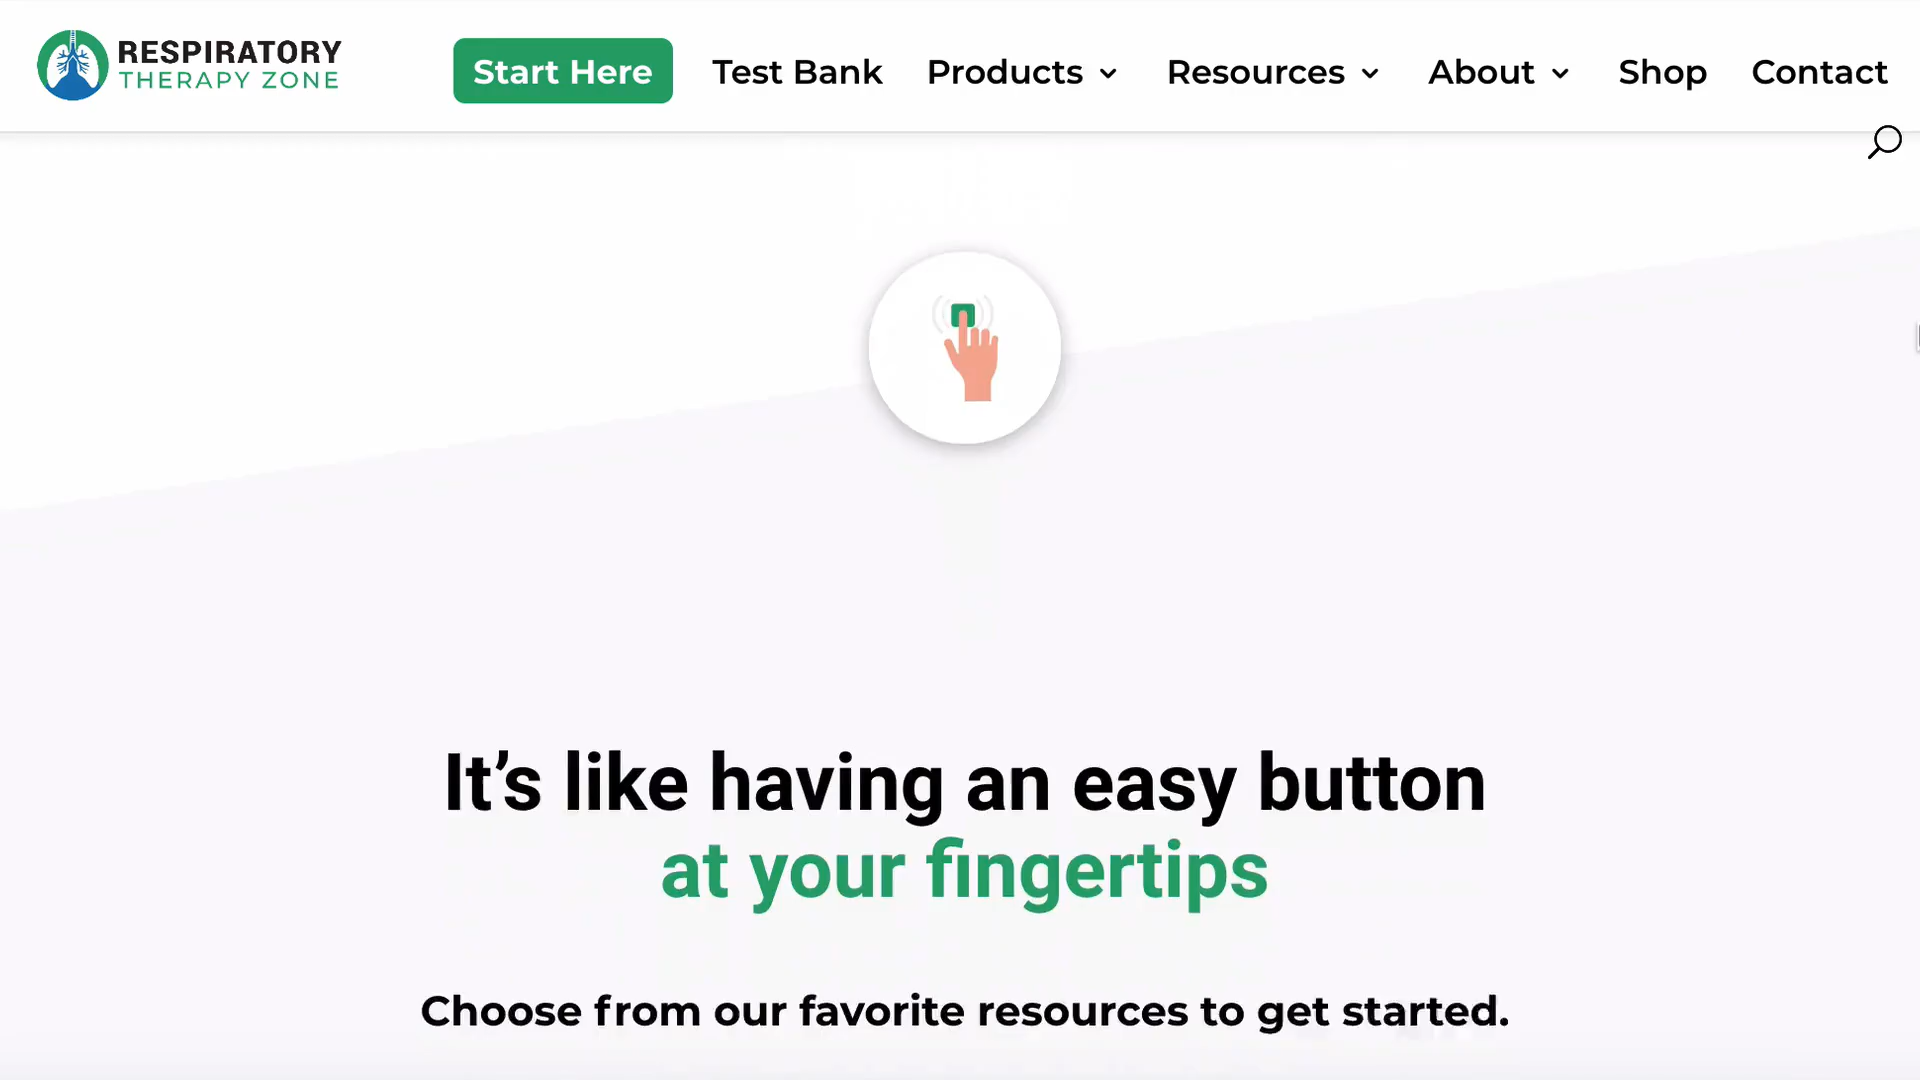 RESPIRATORY
THERAPY ZONE
Start Here
Test Bank
Products
Resources
About
Shop
Contact
It’s like having an easy button
at your fingertips
Choose from our favorite resources to get started.